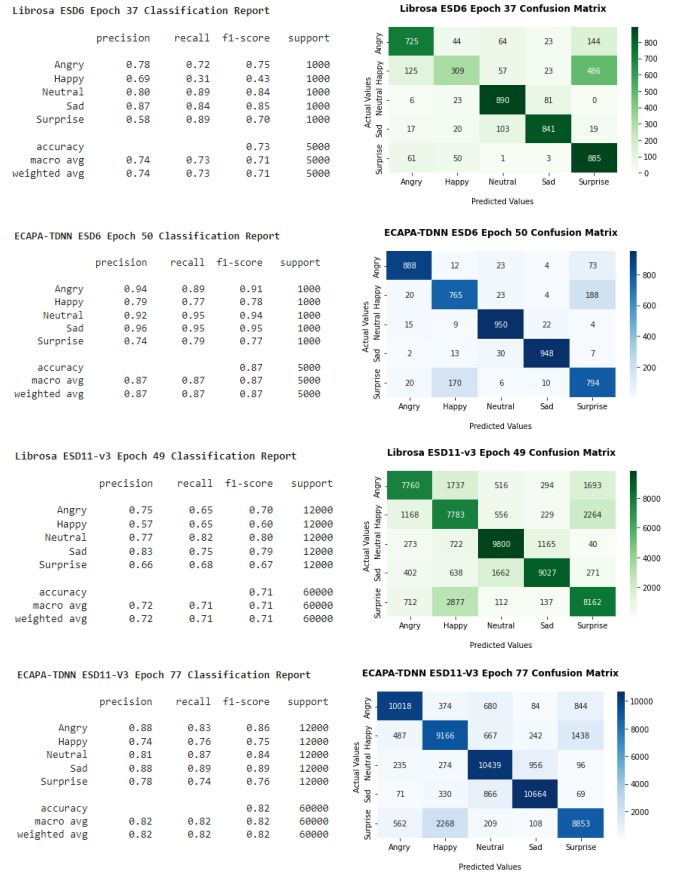 Librosa ESD6 Epoch 37 Classification Report
precision recall f1-score support
Angry 0.78 0.72 0.75 1000
Happy 0.69 0.31 0.43 1000
Neutral 0.80 0.89 0.84 1000
Sad 0.87 0.84 0.85 1000
Surprise 0.58 0.89 0.70 1000
accuracy 0.73 5000
macro avg 0.74 0.73 0.71 5000
weighted avg 0.74 0.73 0.71 5000
Librosa ESD6 Epoch 37 Confusion Matrix
Actual Values
Angry 725 44 64 23 144
Happy 125 309 57 23 486
Neutral 6 23 890 81 0
Sad 17 20 103 841 19
Surprise 61 50 1 3 885
Angry Happy Neutral Sad Surprise
Predicted Values
800
700
600
500
400
300
200
100
0
ECAPA-TDNN ESD6 Epoch 50 Classification Report
precision recall f1-score support
Angry 0.94 0.89 0.91 1000
Happy 0.79 0.77 0.78 1000
Neutral 0.92 0.95 0.94 1000
Sad 0.96 0.95 0.95 1000
Surprise 0.74 0.79 0.77 1000
accuracy 0.87 5000
macro avg 0.87 0.87 0.87 5000
weighted avg 0.87 0.87 0.87 5000
ECAPA-TDNN ESD6 Epoch 50 Confusion Matrix
Actual Values
Angry 888 12 23 4 73
Happy 20 765 23 4 188
Neutral 15 9 950 22 4
Sad 2 13 30 948 7
Surprise 20 170 6 10 794
Angry Happy Neutral Sad Surprise
Predicted Values
800
600
400
200
Librosa ESD11-v3 Epoch 49 Classification Report
precision recall f1-score support
Angry 0.75 0.65 0.70 12000
Happy 0.57 0.65 0.60 12000
Neutral 0.77 0.82 0.80 12000
Sad 0.83 0.75 0.79 12000
Surprise 0.66 0.68 0.67 12000
accuracy 0.71 60000
macro avg 0.72 0.71 0.71 60000
weighted avg 0.72 0.71 0.71 60000
Librosa ESD11-v3 Epoch 49 Confusion Matrix
Actual Values
Angry 7760 1737 516 294 1693
Happy 1168 7783 556 229 2264
Neutral 273 722 9800 1165 40
Sad 402 638 1662 9027 271
Surprise 712 2877 112 137 8162
Angry Happy Neutral Sad Surprise
Predicted Values
8000
6000
4000
2000
ECAPA-TDNN ESD11-V3 Epoch 77 Classification Report
precision recall f1-score support
Angry 0.88 0.83 0.86 12000
Happy 0.74 0.76 0.75 12000
Neutral 0.81 0.87 0.84 12000
Sad 0.88 0.89 0.89 12000
Surprise 0.78 0.74 0.76 12000
accuracy 0.82 60000
macro avg 0.82 0.82 0.82 60000
weighted avg 0.82 0.82 0.82 60000
ECAPA-TDNN ESD11-V3 Epoch 77 Confusion Matrix
Actual Values
Angry 10018 374 680 84 844
Happy 487 9166 667 242 1438
Neutral 235 274 10439 956 96
Sad 71 330 866 10664 69
Surprise 562 2268 209 108 8853
Angry Happy Neutral Sad Surprise
Predicted Values
10000
8000
6000
4000
2000